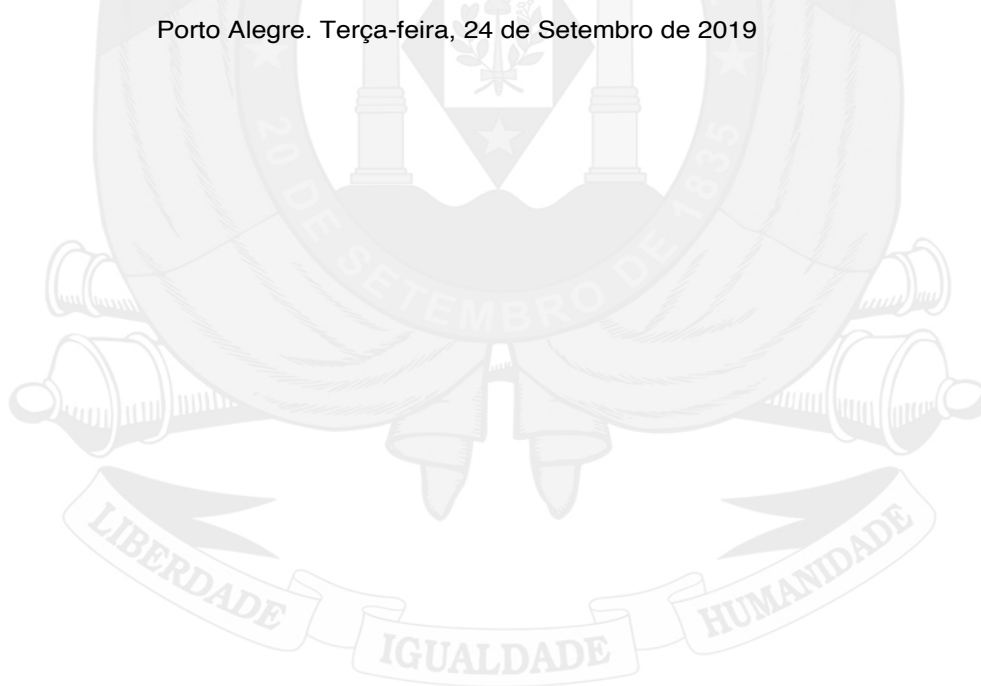 Porto Alegre. Terça-feira, 24 de Setembro de 2019
20 DE SETEMBRO DE 1835
LIBERDADE
IGUALDADE
HUMANIDADE